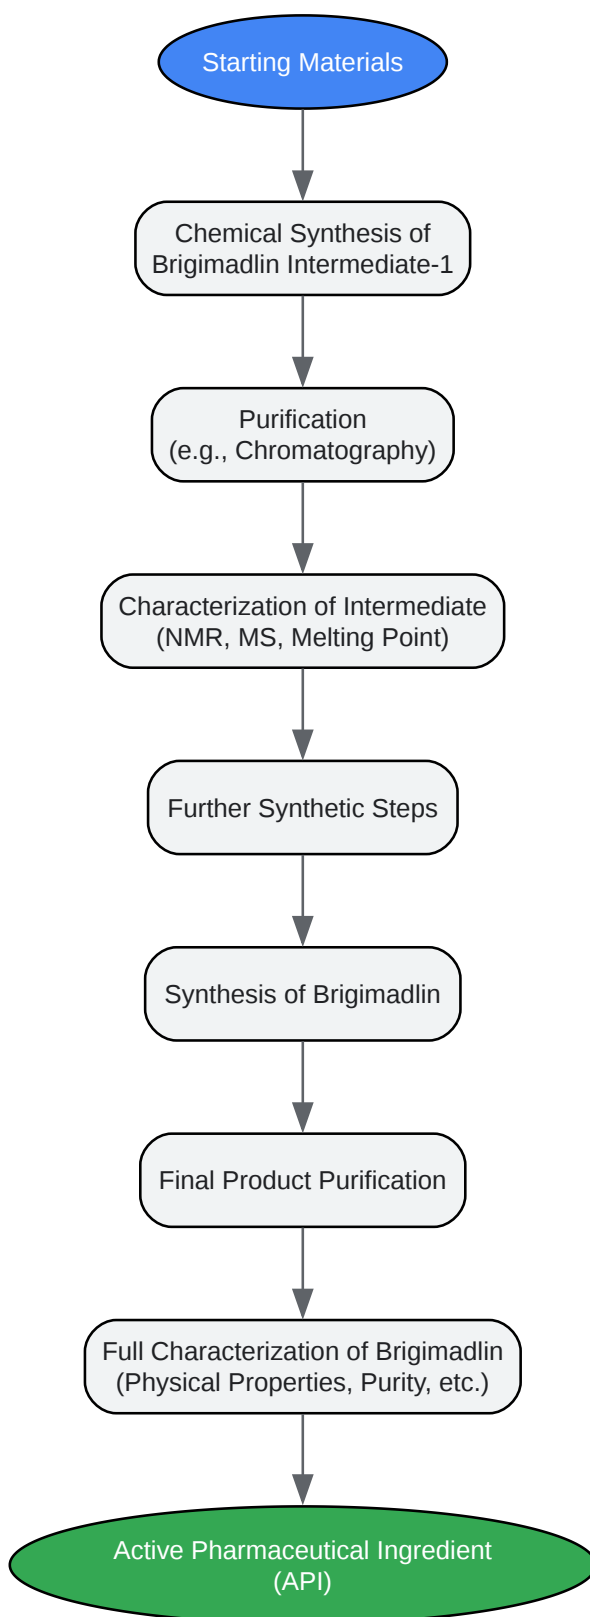 Starting Materials
Chemical Synthesis of
Brigimadlin Intermediate-1
Purification
(e.g., Chromatography)
Characterization of Intermediate
(NMR, MS, Melting Point)
Further Synthetic Steps
Synthesis of Brigimadlin
Final Product Purification
Full Characterization of Brigimadlin
(Physical Properties, Purity, etc.)
Active Pharmaceutical Ingredient
(API)